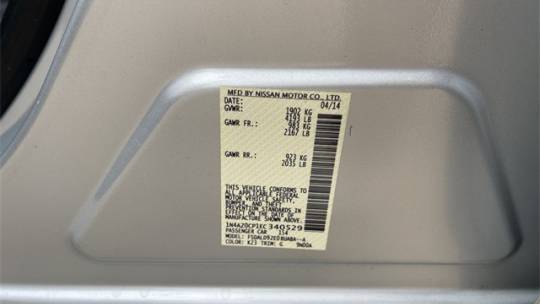 MFD BY NISSAN MOTOR CO., LTD.
DATE: 04/14
GVWR: 1902 KG
4193 LB
GAWR FR.: 983 KG
2167 LB
GAWR RR.: 923 KG
2035 LB
THIS VEHICLE CONFORMS TO
ALL APPLICABLE FEDERAL
MOTOR VEHICLE SAFETY,
BUMPER, AND THEFT
PREVENTION STANDARDS IN
EFFECT ON THE DATE OF
MANUFACTURE SHOWN ABOVE.
1N4AZ0CP1EC340529
PASSENGER CAR 114
MODEL:
COLOR: K23 TRIM: G